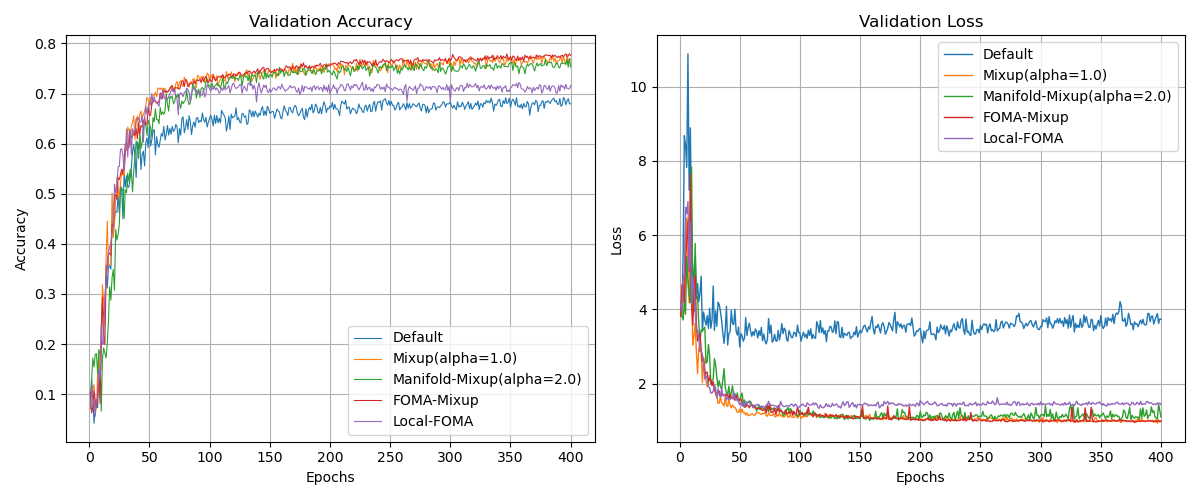 Validation Accuracy
0.8
0.7
0.6
0.5
0.4
0.3
0.2
0.1
Accuracy
Default
Mixup(alpha=1.0)
Manifold-Mixup(alpha=2.0)
FOMA-Mixup
Local-FOMA
0 50 100 150 200 250 300 350 400
Epochs
Validation Loss
10
8
6
4
2
Loss
Default
Mixup(alpha=1.0)
Manifold-Mixup(alpha=2.0)
FOMA-Mixup
Local-FOMA
0 50 100 150 200 250 300 350 400
Epochs